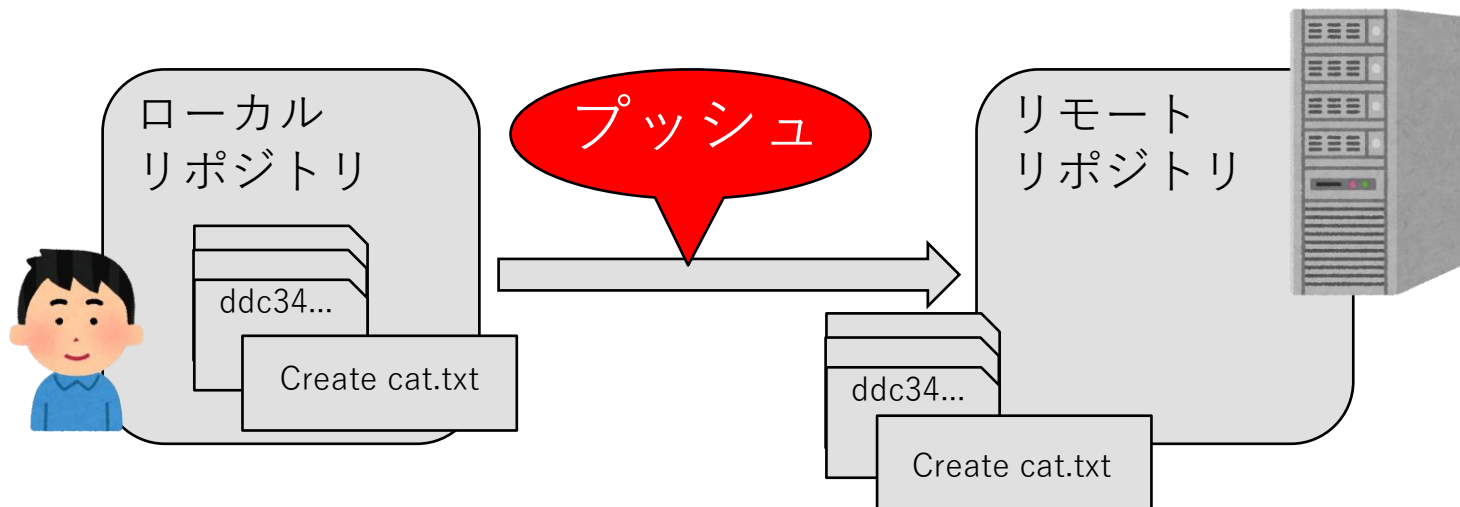 ローカル
リポジトリ
プッシュ
リモート
リポジトリ
ddc34...
Create cat.txt
ddc34...
Create cat.txt